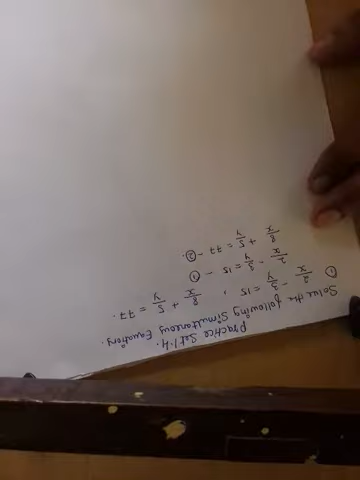 Practice Set 1.4.
Solve the following Simultaneous Equations.
① 2/x - 3/y = 15 , 8/x + 5/y = 77.
2/x - 3/y = 15 - ①
8/x + 5/y = 77 - ②